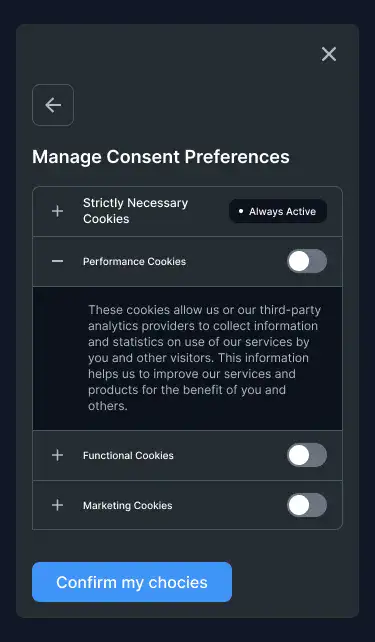 Manage Consent Preferences
Strictly Necessary
Cookies
Always Active
Performance Cookies
These cookies allow us or our third-party
analytics providers to collect information
and statistics on use of our services by
you and other visitors. This information
helps us to improve our services and
products for the benefit of you and
others.
Functional Cookies
Marketing Cookies
Confirm my chocies